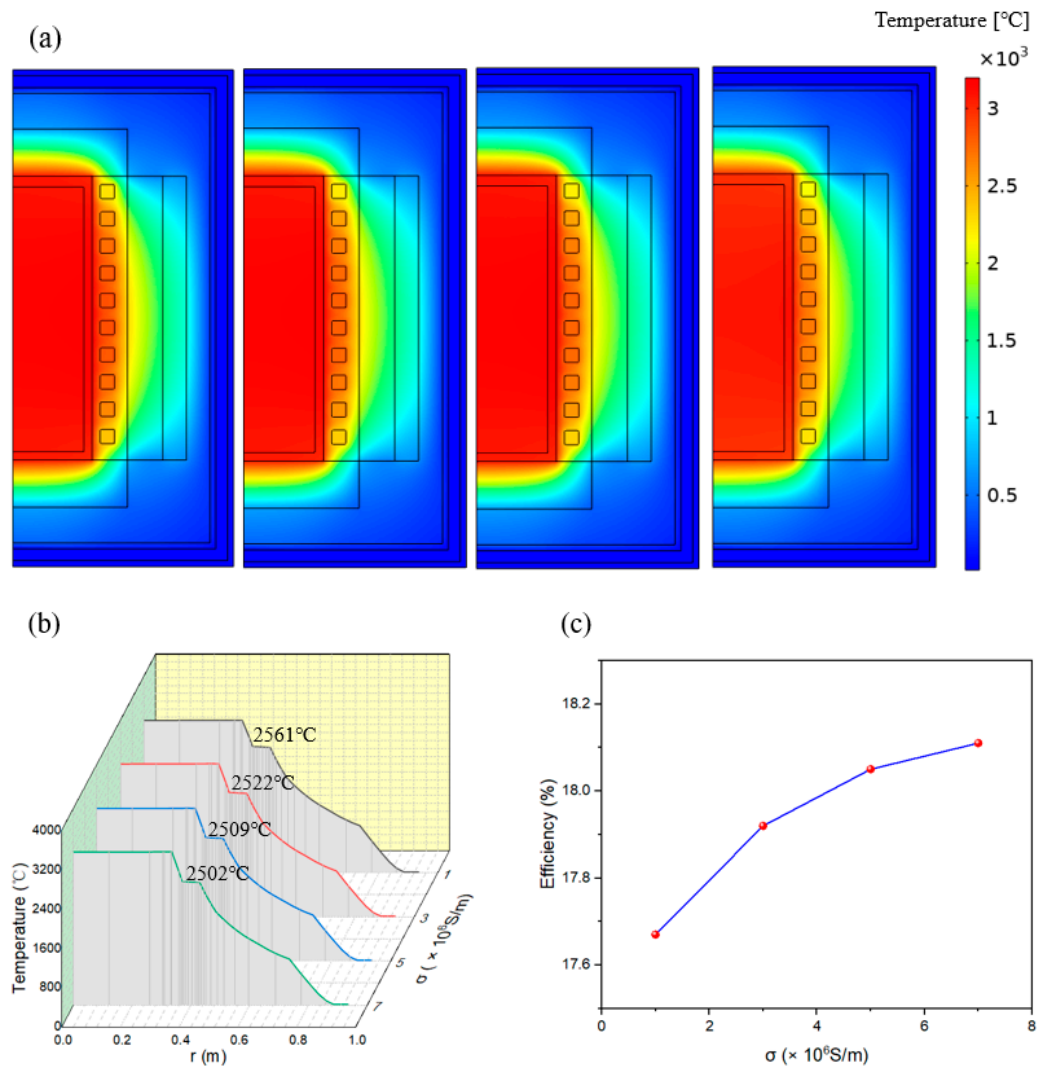 Temperature [℃]
(a)
×10³
3
2.5
2
1.5
1
0.5
(b)
(c)
2561℃
2522℃
2509℃
2502℃
4000
3200
2400
1600
800
0
Temperature (℃)
0.0 0.2 0.4 0.6 0.8 1.0
r (m)
1
3
5
7
σ ( × 10⁶S/m)
18.2
18.0
17.8
17.6
Efficiency (%)
0 2 4 6 8
σ (× 10⁶S/m)